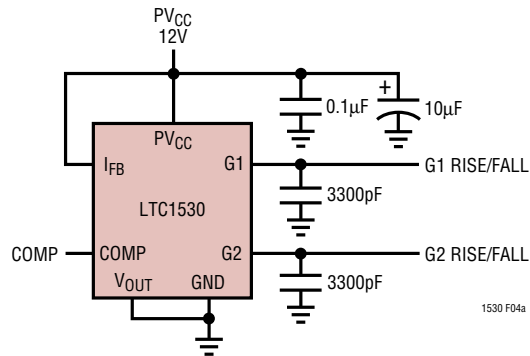 PVCC
12V
+
0.1µF
10µF
PVCC
IFB
G1
G1 RISE/FALL
3300pF
LTC1530
COMP
COMP
G2
G2 RISE/FALL
VOUT
GND
3300pF
1530 F04a